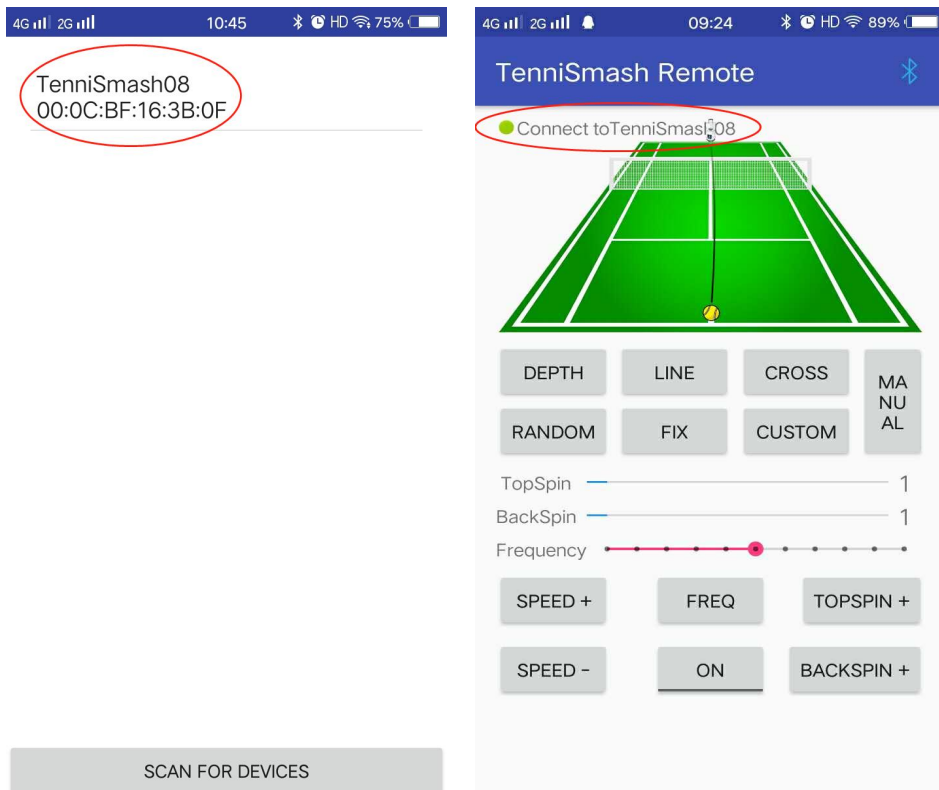 4G 2G 10:45 HD 75%
TenniSmash08
00:0C:BF:16:3B:0F
SCAN FOR DEVICES
4G 2G 09:24 HD 89%
TenniSmash Remote
Connect toTenniSmash08
DEPTH LINE CROSS
MA
NU
AL
RANDOM FIX CUSTOM
TopSpin 1
BackSpin 1
Frequency
SPEED + FREQ TOPSPIN +
SPEED - ON BACKSPIN +